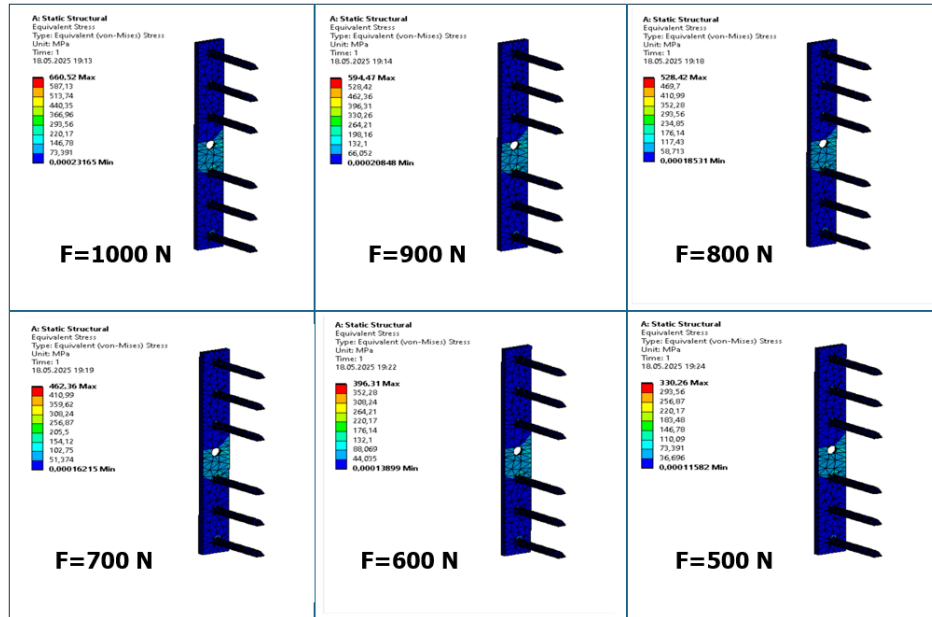 A: Static Structural
Equivalent Stress
Type: Equivalent (von-Mises) Stress
Unit: MPa
Time: 1
18.05.2025 19:13
660,52 Max
587,13
513,74
440,35
366,96
293,56
220,17
146,78
73,391
0,00023165 Min
F=1000 N
A: Static Structural
Equivalent Stress
Type: Equivalent (von-Mises) Stress
Unit: MPa
Time: 1
18.05.2025 19:14
594,47 Max
528,42
462,36
396,31
330,26
264,21
198,16
132,1
66,052
0,00020848 Min
F=900 N
A: Static Structural
Equivalent Stress
Type: Equivalent (von-Mises) Stress
Unit: MPa
Time: 1
18.05.2025 19:18
528,42 Max
469,7
410,99
352,28
293,56
234,85
176,14
117,43
58,713
0,00018531 Min
F=800 N
A: Static Structural
Equivalent Stress
Type: Equivalent (von-Mises) Stress
Unit: MPa
Time: 1
18.05.2025 19:19
462,36 Max
410,99
359,62
308,24
256,87
205,5
154,12
102,75
51,374
0,00016215 Min
F=700 N
A: Static Structural
Equivalent Stress
Type: Equivalent (von-Mises) Stress
Unit: MPa
Time: 1
18.05.2025 19:22
396,31 Max
352,28
308,24
264,21
220,17
176,14
132,1
88,069
44,035
0,00013899 Min
F=600 N
A: Static Structural
Equivalent Stress
Type: Equivalent (von-Mises) Stress
Unit: MPa
Time: 1
18.05.2025 19:24
330,26 Max
293,56
256,87
220,17
183,48
146,78
110,09
73,391
36,696
0,00011582 Min
F=500 N